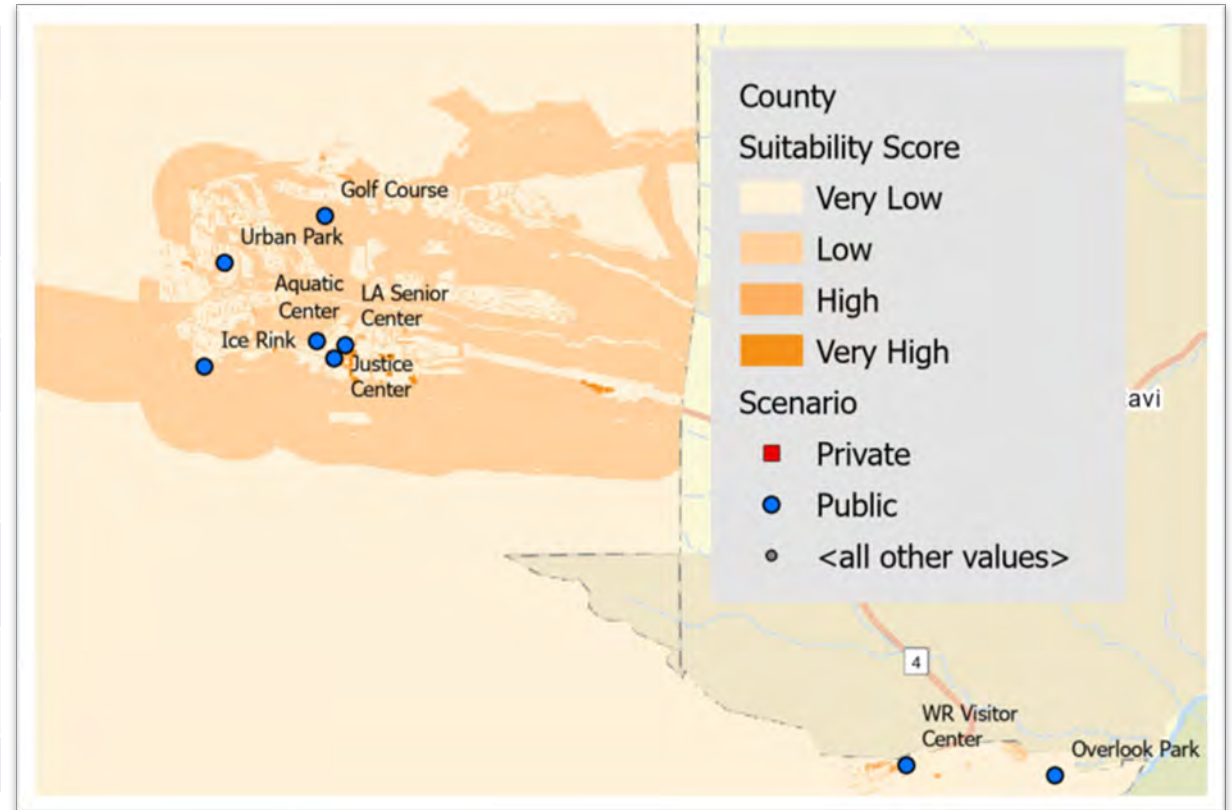 County
Suitability Score
Very Low
Low
High
Very High
Scenario
Private
Public
<all other values>
Golf Course
Urban Park
Aquatic
Center
LA Senior
Center
Ice Rink
Justice
Center
avi
4
WR Visitor
Center
Overlook Park